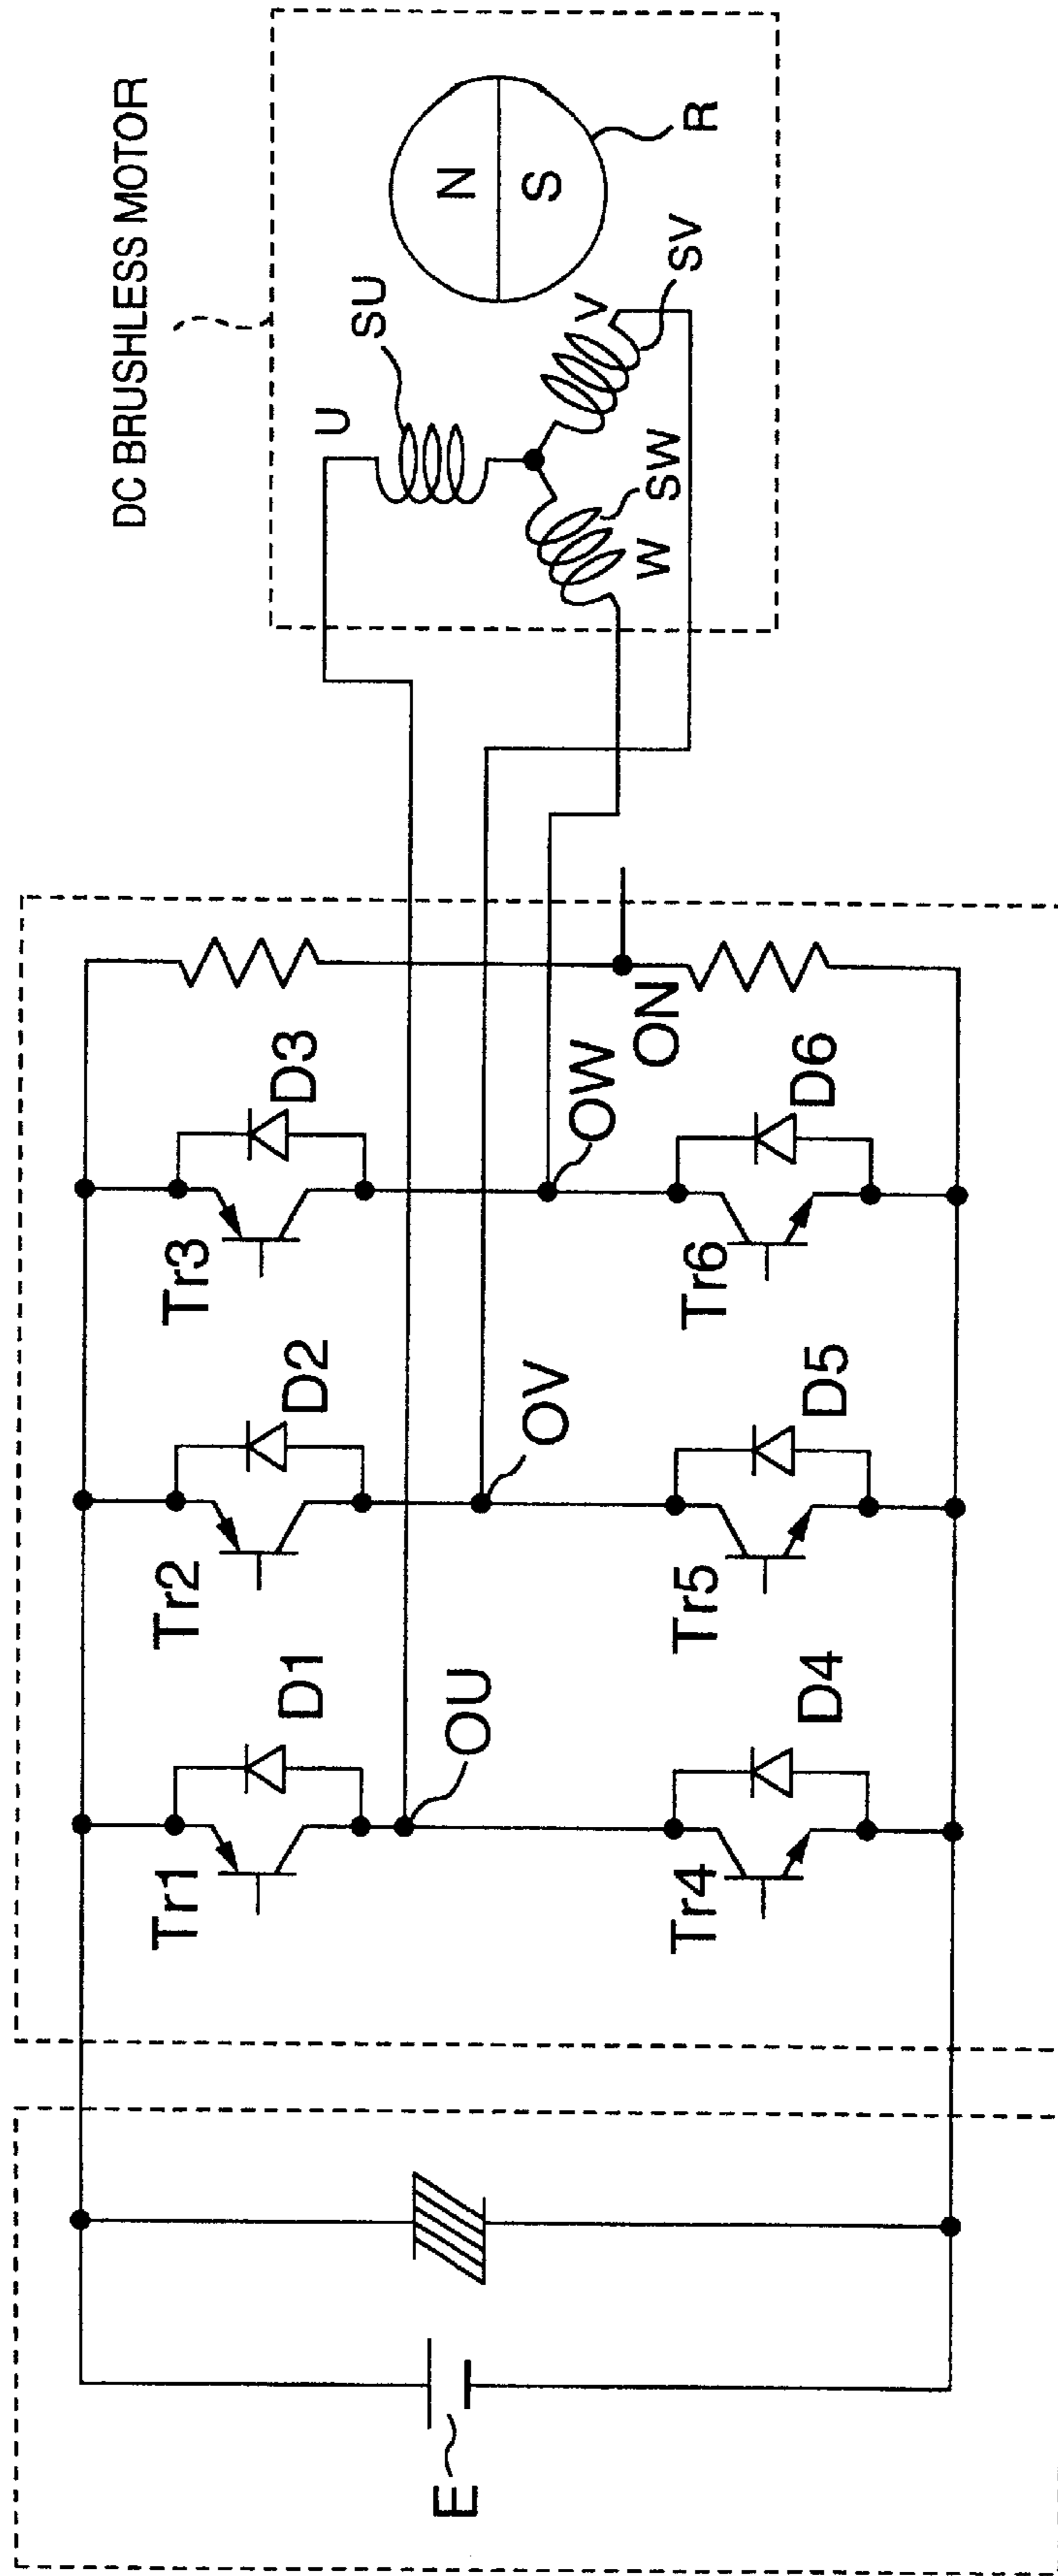 DC BRUSHLESS MOTOR
N
S
R
SU
U
V
SV
SW
W
D3
Tr3
OW
ON
D6
Tr6
D2
Tr2
OV
D5
Tr5
D1
Tr1
OU
D4
Tr4
E